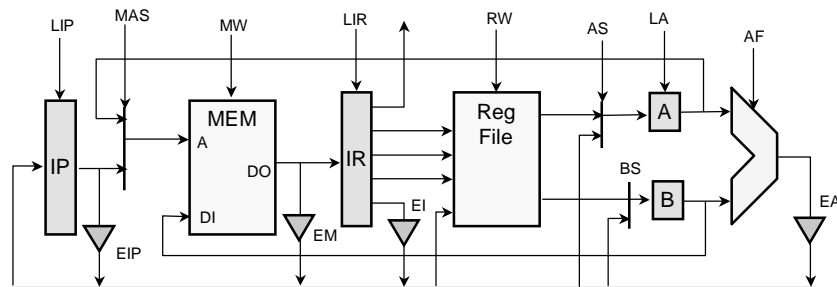 LIP
MAS
MW
LIR
RW
AS
LA
AF
MEM
A
DO
DI
IP
IR
Reg
File
A
B
BS
EIP
EM
EI
EA